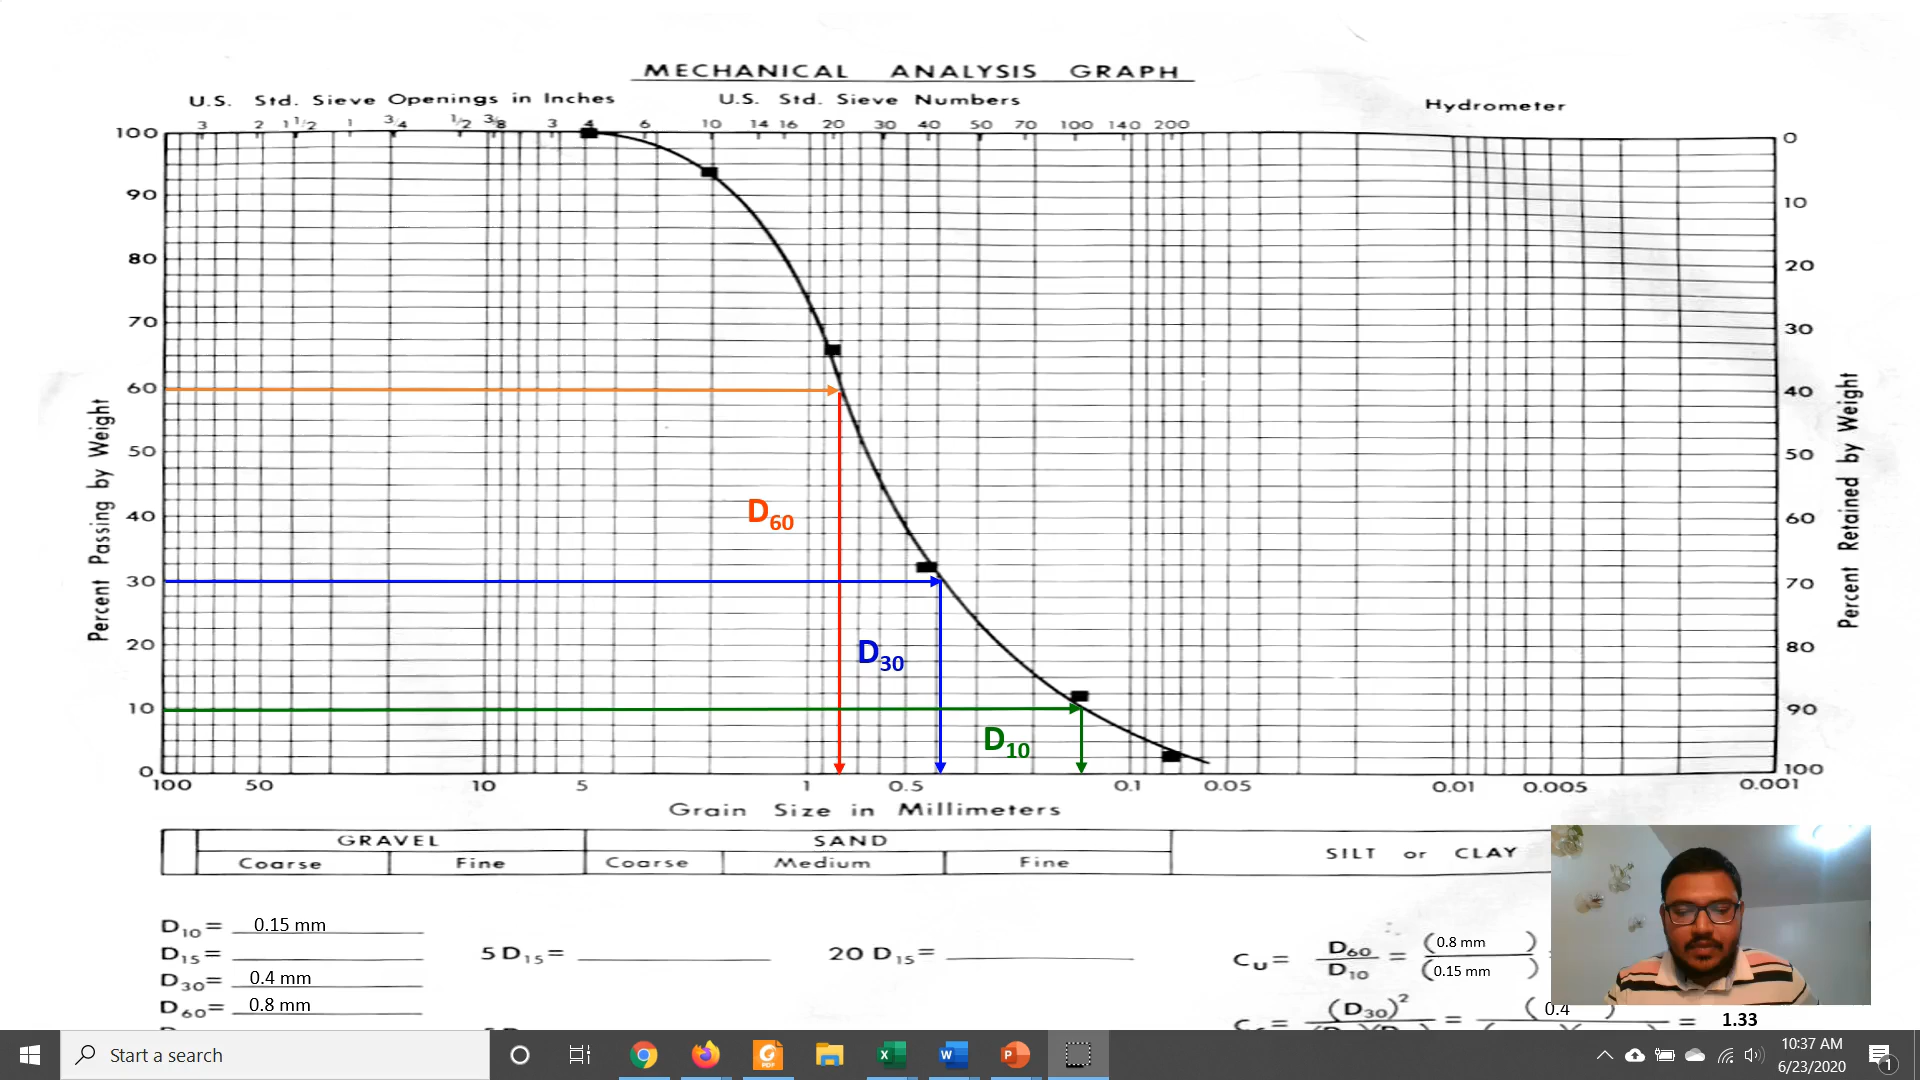 MECHANICAL ANALYSIS GRAPH
U.S. Std. Sieve Openings in Inches U.S. Std. Sieve Numbers Hydrometer
3 2 1 1/2 1 3/4 1/2 3/8 3 4 6 10 14 16 20 30 40 50 70 100 140 200
100 0
90 10
80 20
70 30
60 40
50 50
40 60
30 70
20 80
10 90
0 100
Percent Passing by Weight
Percent Retained by Weight
D60
D30
D10
100 50 10 5 1 0.5 0.1 0.05 0.01 0.005 0.001
Grain Size in Millimeters
GRAVEL SAND
Coarse Fine Coarse Medium Fine SILT or CLAY
D10= 0.15 mm
D15= 5 D15= 20 D15=
D30= 0.4 mm
D60= 0.8 mm
CU= D60 / D10 = (0.8 mm) / (0.15 mm)
(D30)² = (0.4) = 1.33
Start a search
10:37 AM
6/23/2020
1